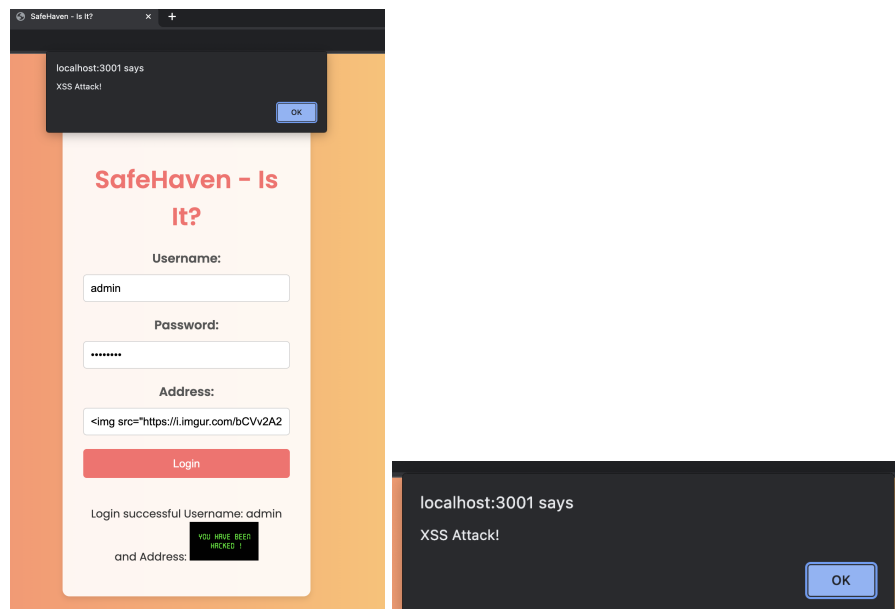 SafeHaven - Is It?
localhost:3001 says
XSS Attack!
OK
SafeHaven - Is
It?
Username:
admin
Password:
••••••••
Address:
<img src="https://i.imgur.com/bCVv2A2
Login
Login successful Username: admin
and Address:
YOU HAVE BEEN
HACKED !
localhost:3001 says
XSS Attack!
OK